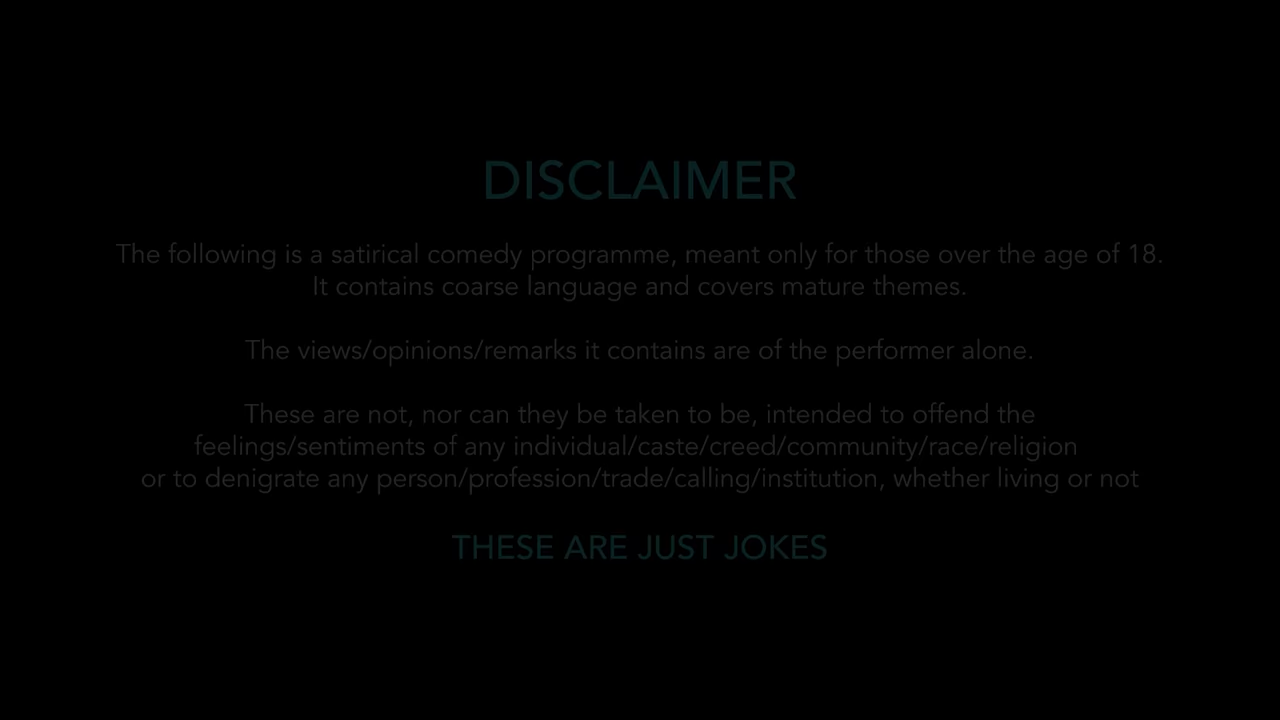 DISCLAIMER
The following is a satirical comedy programme, meant only for those over the age of 18.
It contains coarse language and covers mature themes.
The views/opinions/remarks it contains are of the performer alone.
These are not, nor can they be taken to be, intended to offend the
feelings/sentiments of any individual/caste/creed/community/race/religion
or to denigrate any person/profession/trade/calling/institution, whether living or not
THESE ARE JUST JOKES